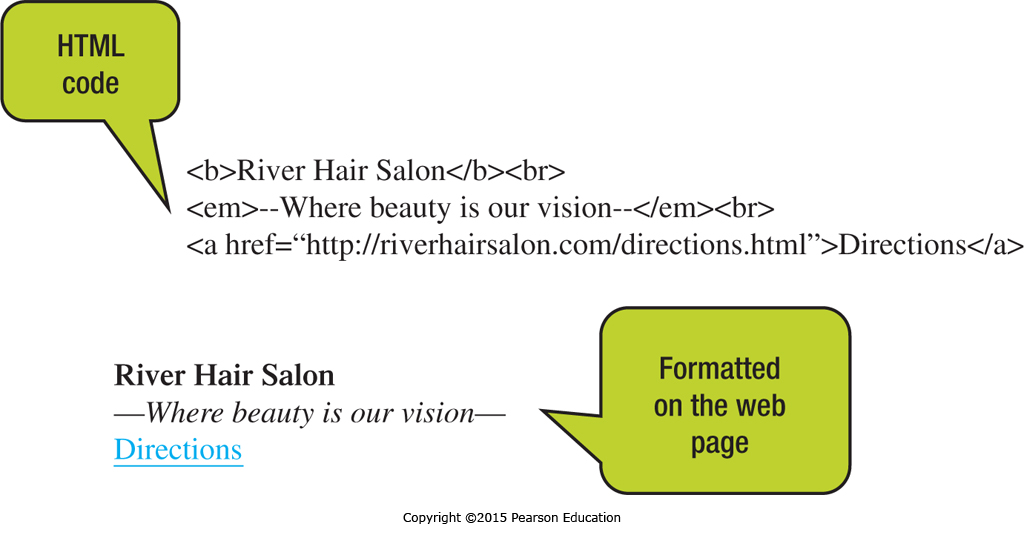 HTML
code
<b>River Hair Salon</b><br>
<em>--Where beauty is our vision--</em><br>
<a href=“http://riverhairsalon.com/directions.html”>Directions</a>
River Hair Salon
—Where beauty is our vision—
Directions
Formatted
on the web
page
Copyright ©2015 Pearson Education